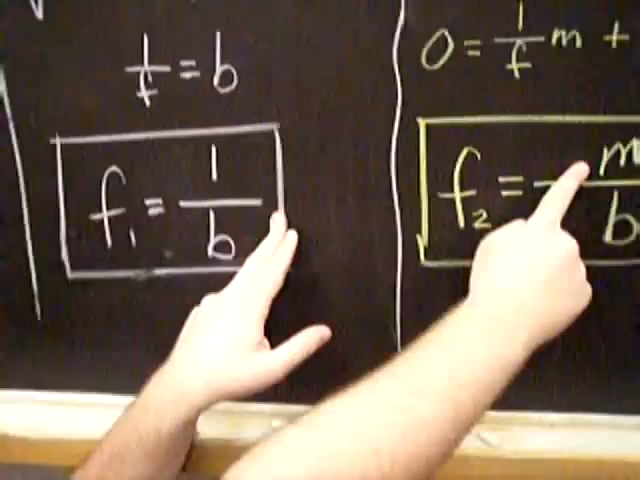 1/f = b
f₁ = 1/b
0 = 1/f m +
f₂ = - m/b